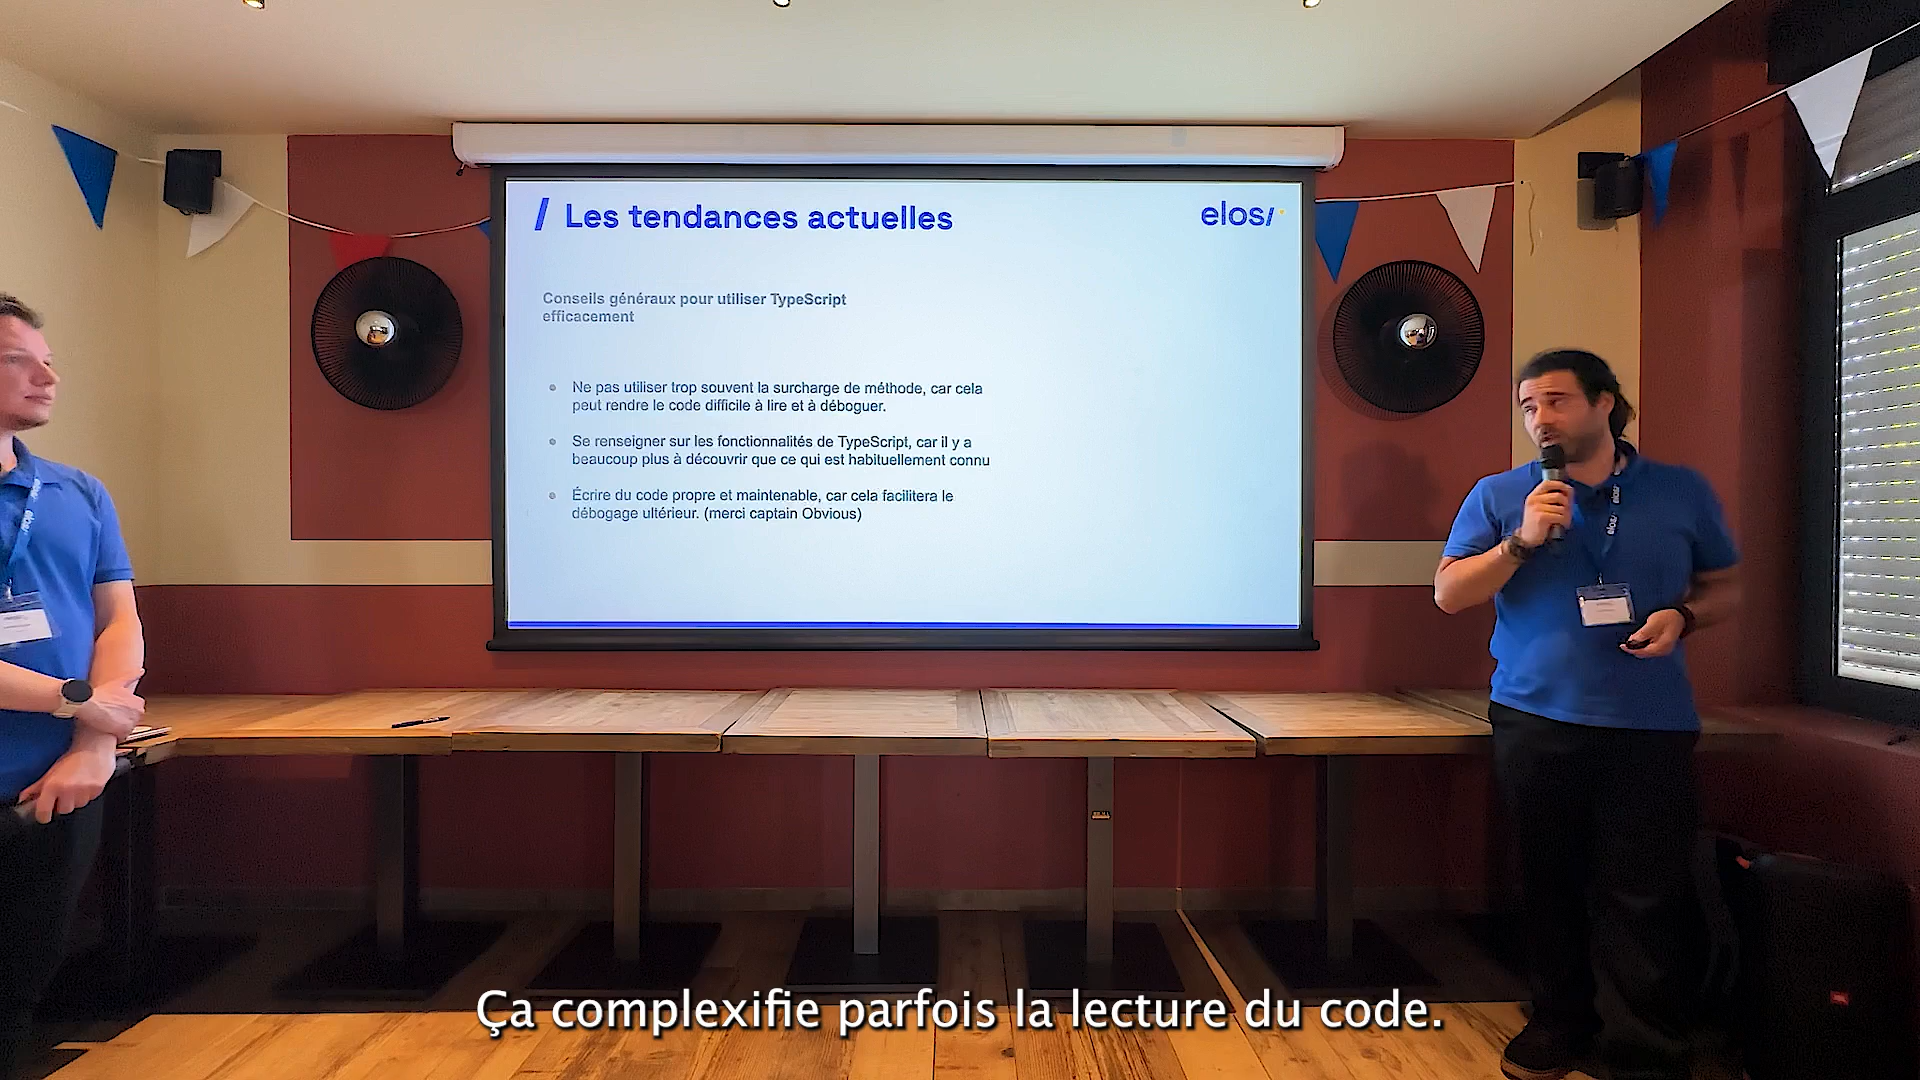 / Les tendances actuelles
elos/
Conseils généraux pour utiliser TypeScript
efficacement
Ne pas utiliser trop souvent la surcharge de méthode, car cela
peut rendre le code difficile à lire et à déboguer.
Se renseigner sur les fonctionnalités de TypeScript, car il y a
beaucoup plus à découvrir que ce qui est habituellement connu
Écrire du code propre et maintenable, car cela facilitera le
débogage ultérieur. (merci captain Obvious)
elos/
elos/
Ça complexifie parfois la lecture du code.